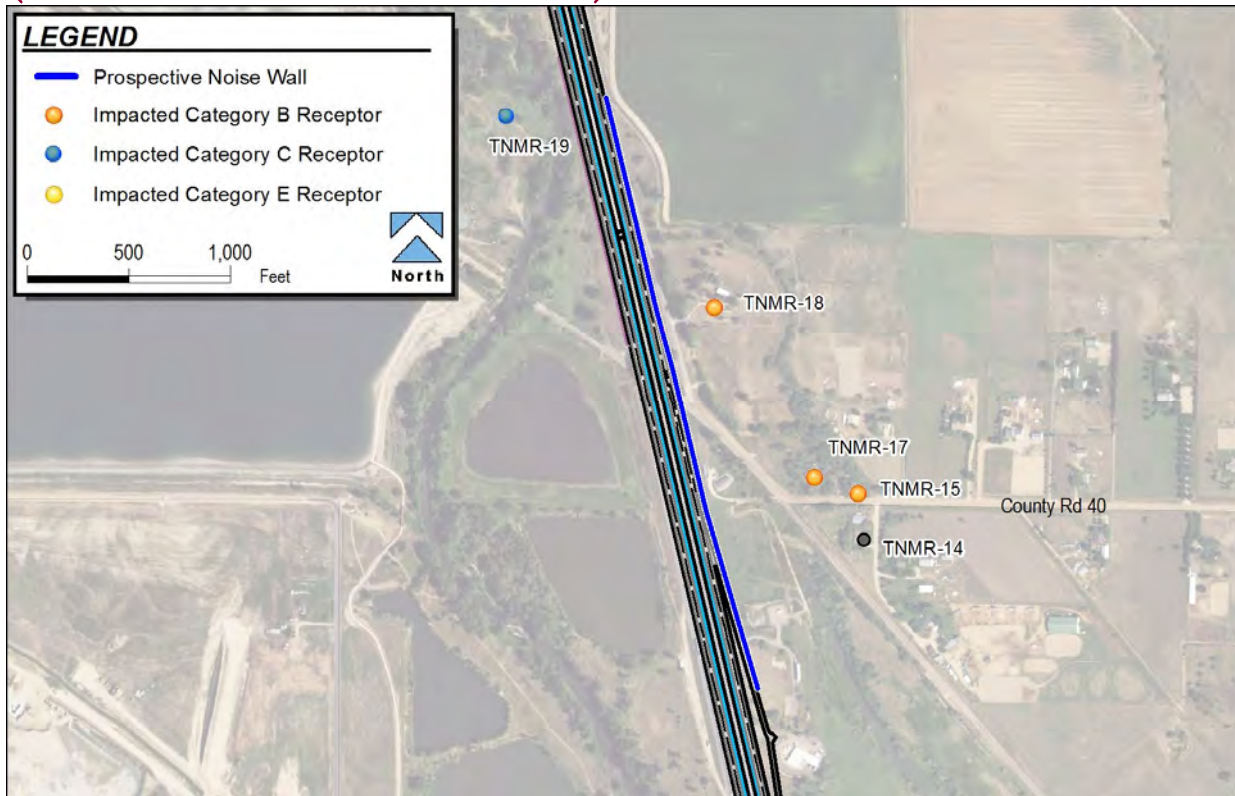 LEGEND
Prospective Noise Wall
Impacted Category B Receptor
Impacted Category C Receptor
Impacted Category E Receptor
0 500 1,000
Feet
North
TNMR-19
TNMR-18
TNMR-17
TNMR-15
County Rd 40
TNMR-14